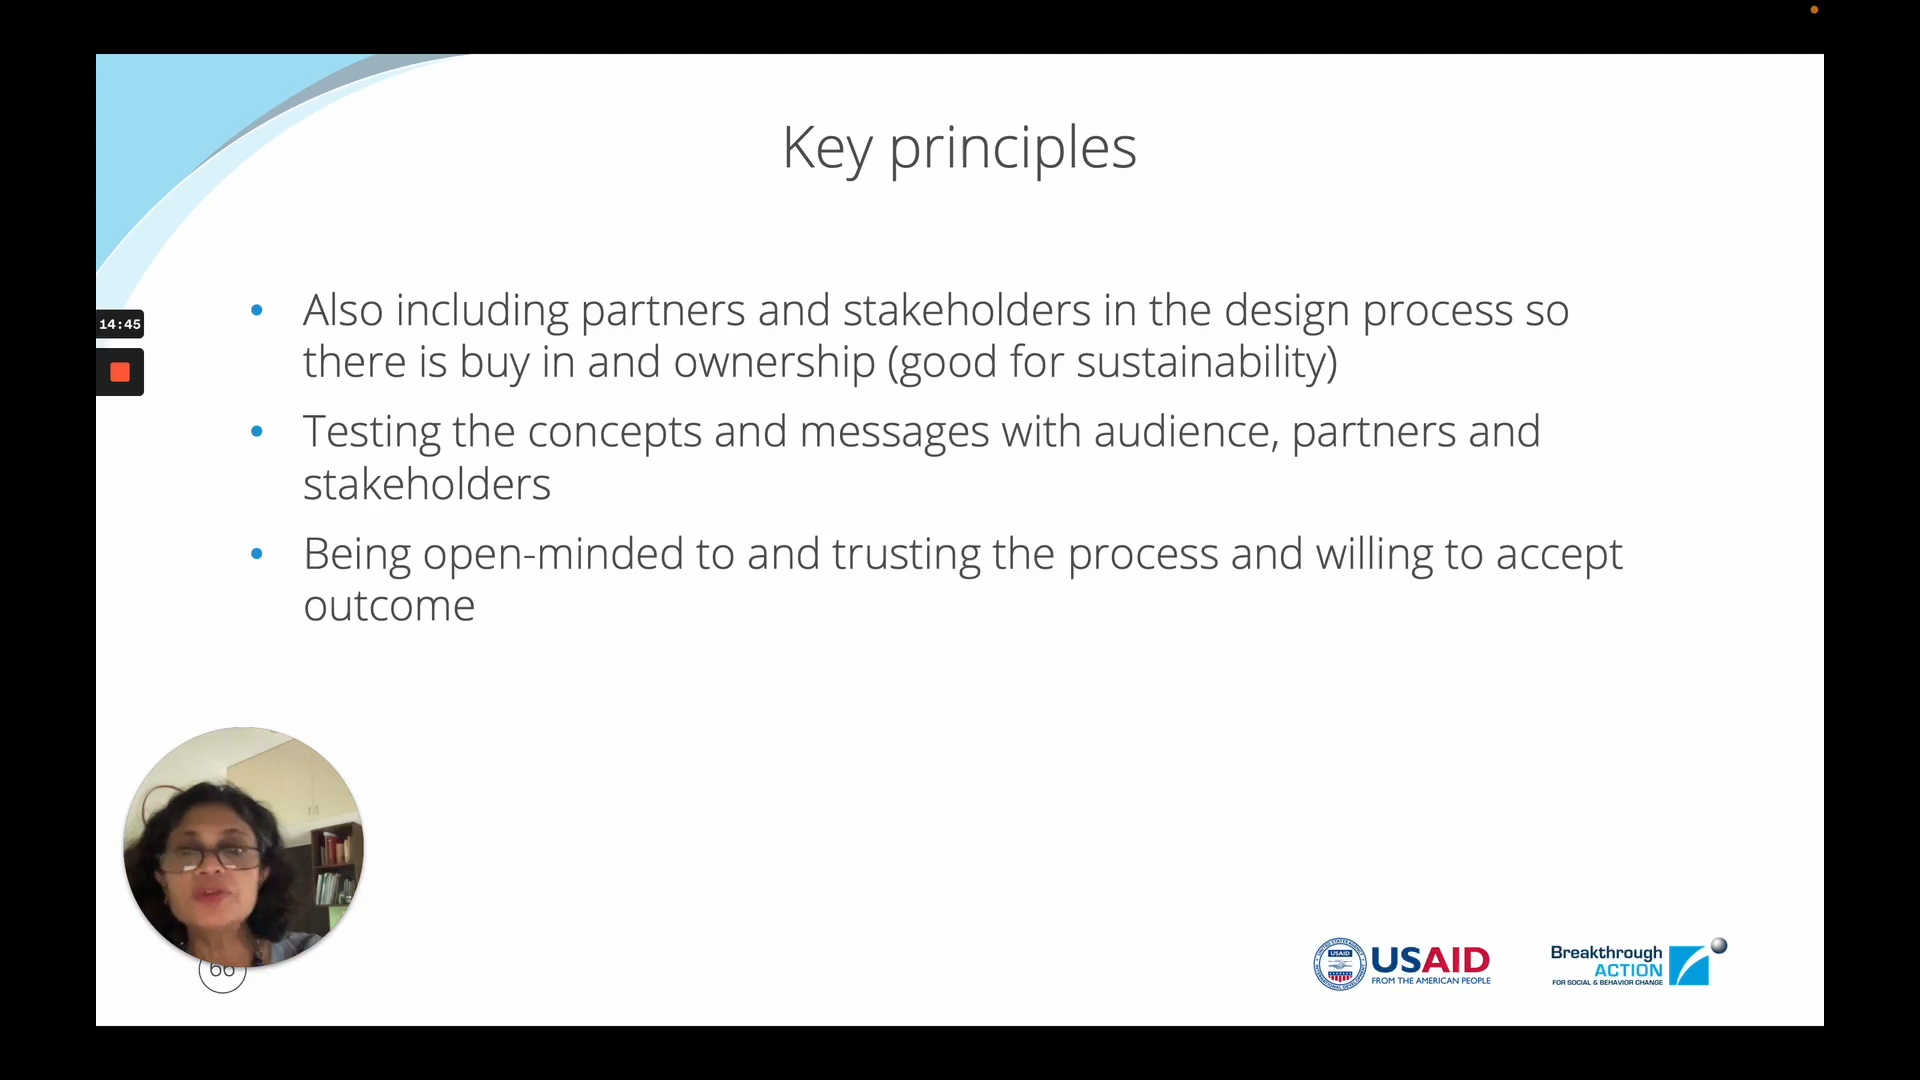 Key principles
• Also including partners and stakeholders in the design process so
there is buy in and ownership (good for sustainability)
14:45
• Testing the concepts and messages with audience, partners and
stakeholders
• Being open-minded to and trusting the process and willing to accept
outcome
66
USAID
USAID
FROM THE AMERICAN PEOPLE
Breakthrough
ACTION
FOR SOCIAL & BEHAVIOR CHANGE